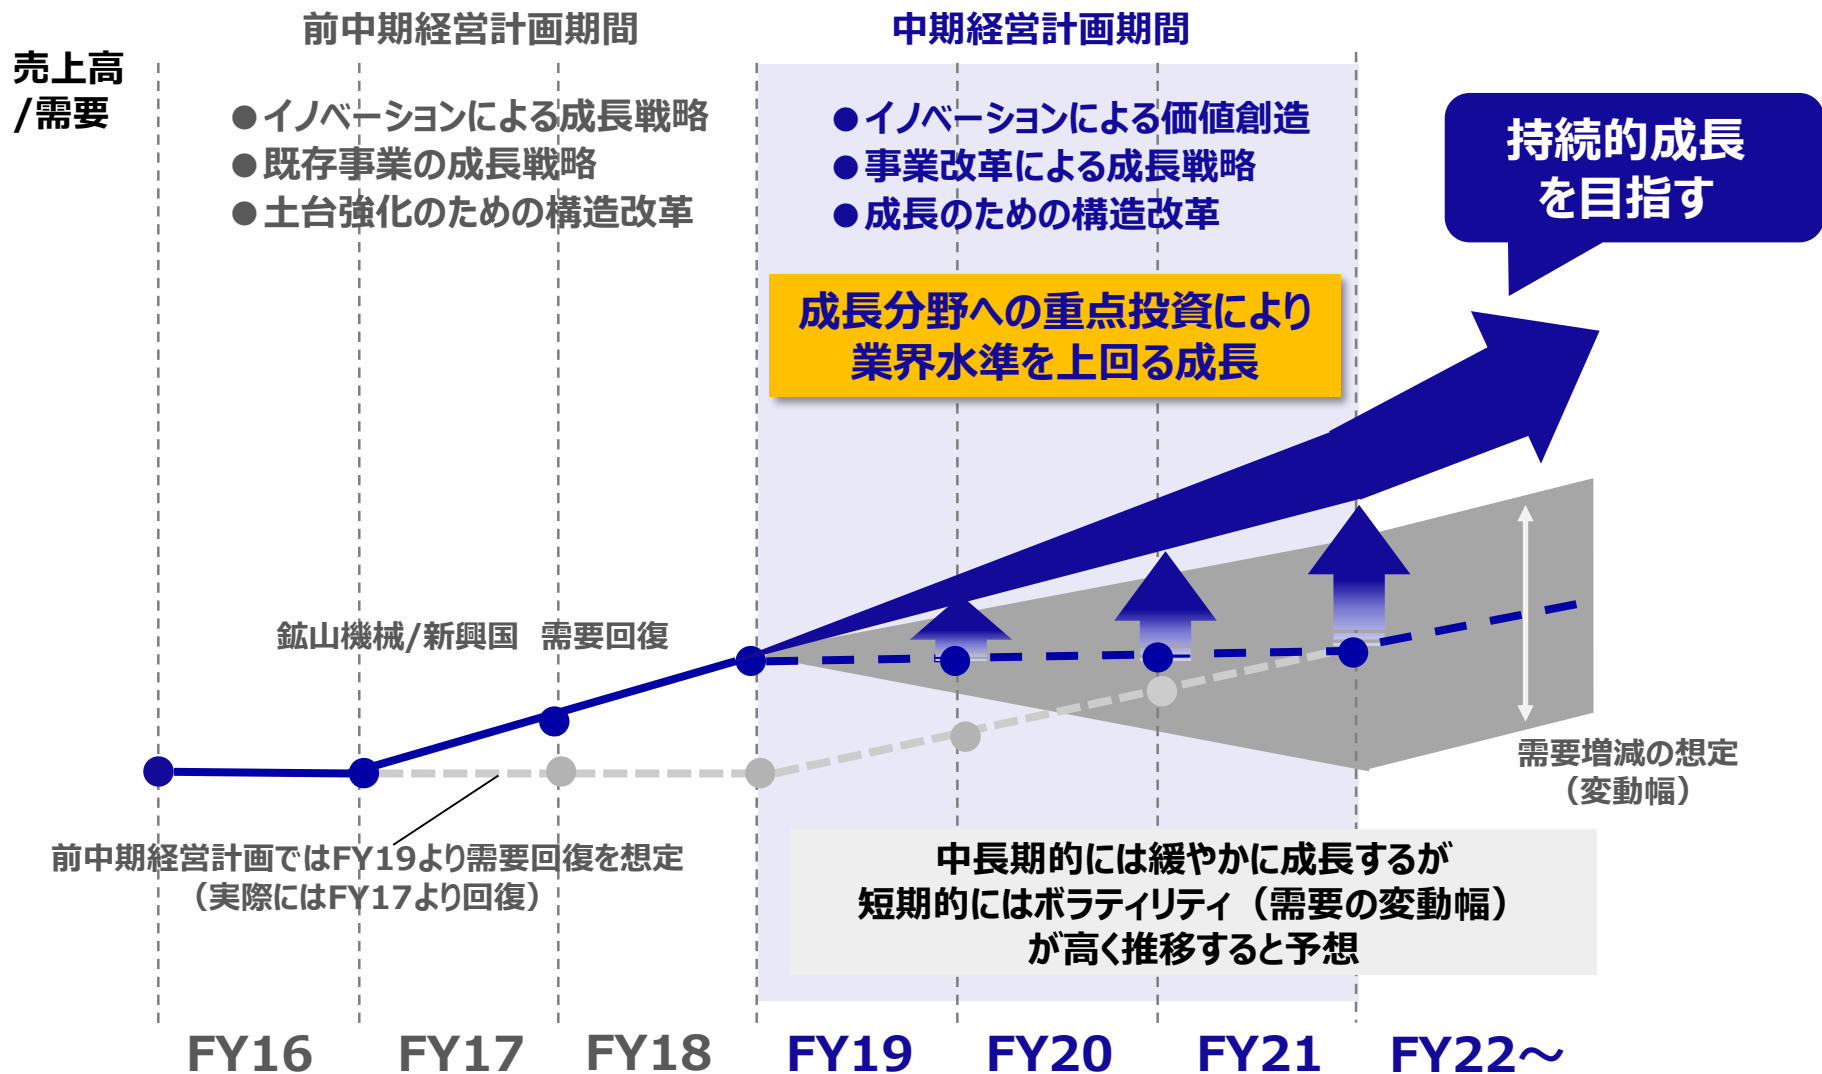 前中期経営計画期間
中期経営計画期間
売上高
/需要
●イノベーションによる成長戦略
●既存事業の成長戦略
●土台強化のための構造改革
●イノベーションによる価値創造
●事業改革による成長戦略
●成長のための構造改革
持続的成長
を目指す
成長分野への重点投資により
業界水準を上回る成長
鉱山機械/新興国 需要回復
需要増減の想定
（変動幅）
前中期経営計画ではFY19より需要回復を想定
（実際にはFY17より回復）
中長期的には緩やかに成長するが
短期的にはボラティリティ（需要の変動幅）
が高く推移すると予想
FY16
FY17
FY18
FY19
FY20
FY21
FY22～